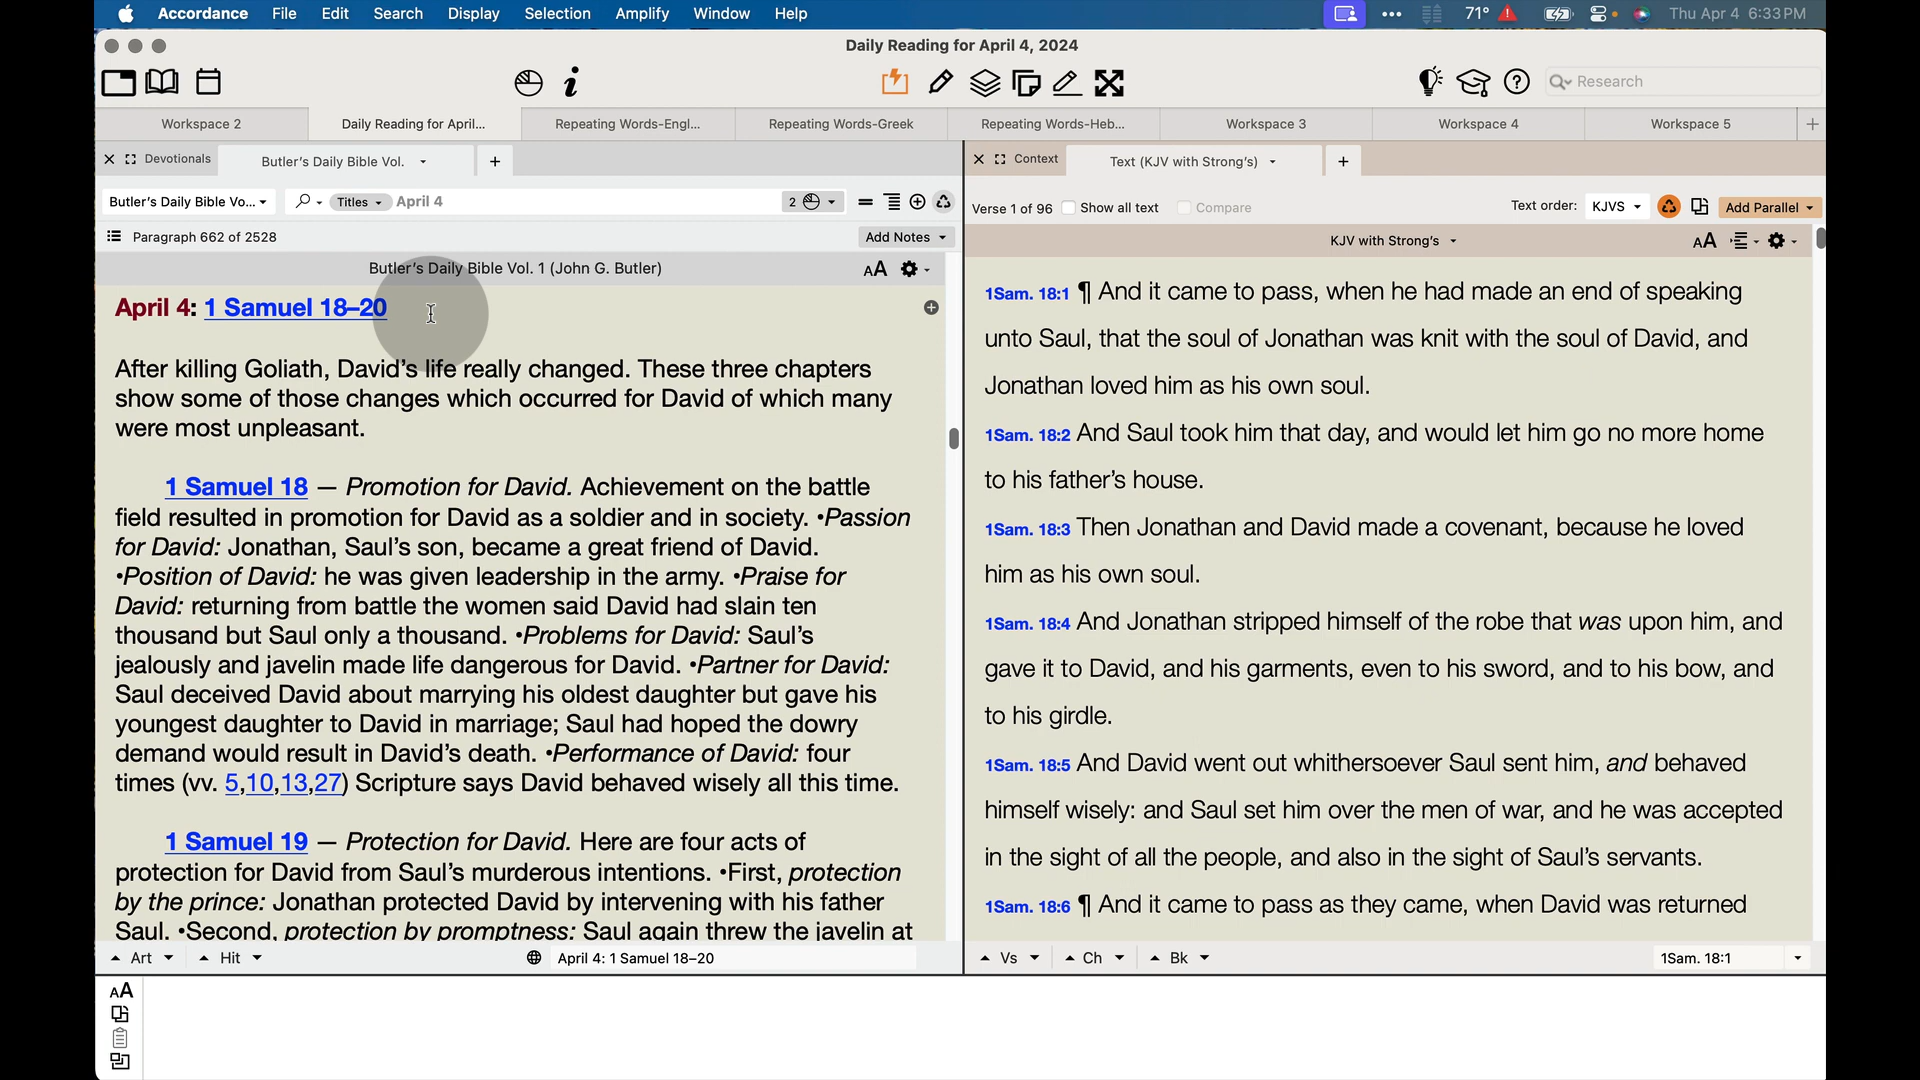 Accordance File Edit Search Display Selection Amplify Window Help 71° Thu Apr 4 6:33 PM
Daily Reading for April 4, 2024
Research
Workspace 2 Daily Reading for April... Repeating Words-Engl... Repeating Words-Greek Repeating Words-Heb... Workspace 3 Workspace 4 Workspace 5
Devotionals Butler's Daily Bible Vol.
Butler's Daily Bible Vo... Titles April 4 2
Paragraph 662 of 2528 Add Notes
Butler's Daily Bible Vol. 1 (John G. Butler) AA
April 4: 1 Samuel 18–20
After killing Goliath, David's life really changed. These three chapters
show some of those changes which occurred for David of which many
were most unpleasant.
1 Samuel 18 — Promotion for David. Achievement on the battle
field resulted in promotion for David as a soldier and in society. •Passion
for David: Jonathan, Saul's son, became a great friend of David.
•Position of David: he was given leadership in the army. •Praise for
David: returning from battle the women said David had slain ten
thousand but Saul only a thousand. •Problems for David: Saul's
jealously and javelin made life dangerous for David. •Partner for David:
Saul deceived David about marrying his oldest daughter but gave his
youngest daughter to David in marriage; Saul had hoped the dowry
demand would result in David's death. •Performance of David: four
times (vv. 5,10,13,27) Scripture says David behaved wisely all this time.
1 Samuel 19 — Protection for David. Here are four acts of
protection for David from Saul's murderous intentions. •First, protection
by the prince: Jonathan protected David by intervening with his father
Saul. •Second, protection by promptness: Saul again threw the javelin at
Art Hit April 4: 1 Samuel 18–20
Context Text (KJV with Strong's)
Verse 1 of 96 Show all text Compare Text order: KJVS Add Parallel
KJV with Strong's AA
1Sam. 18:1 ¶ And it came to pass, when he had made an end of speaking
unto Saul, that the soul of Jonathan was knit with the soul of David, and
Jonathan loved him as his own soul.
1Sam. 18:2 And Saul took him that day, and would let him go no more home
to his father's house.
1Sam. 18:3 Then Jonathan and David made a covenant, because he loved
him as his own soul.
1Sam. 18:4 And Jonathan stripped himself of the robe that was upon him, and
gave it to David, and his garments, even to his sword, and to his bow, and
to his girdle.
1Sam. 18:5 And David went out whithersoever Saul sent him, and behaved
himself wisely: and Saul set him over the men of war, and he was accepted
in the sight of all the people, and also in the sight of Saul's servants.
1Sam. 18:6 ¶ And it came to pass as they came, when David was returned
Vs Ch Bk 1Sam. 18:1
AA